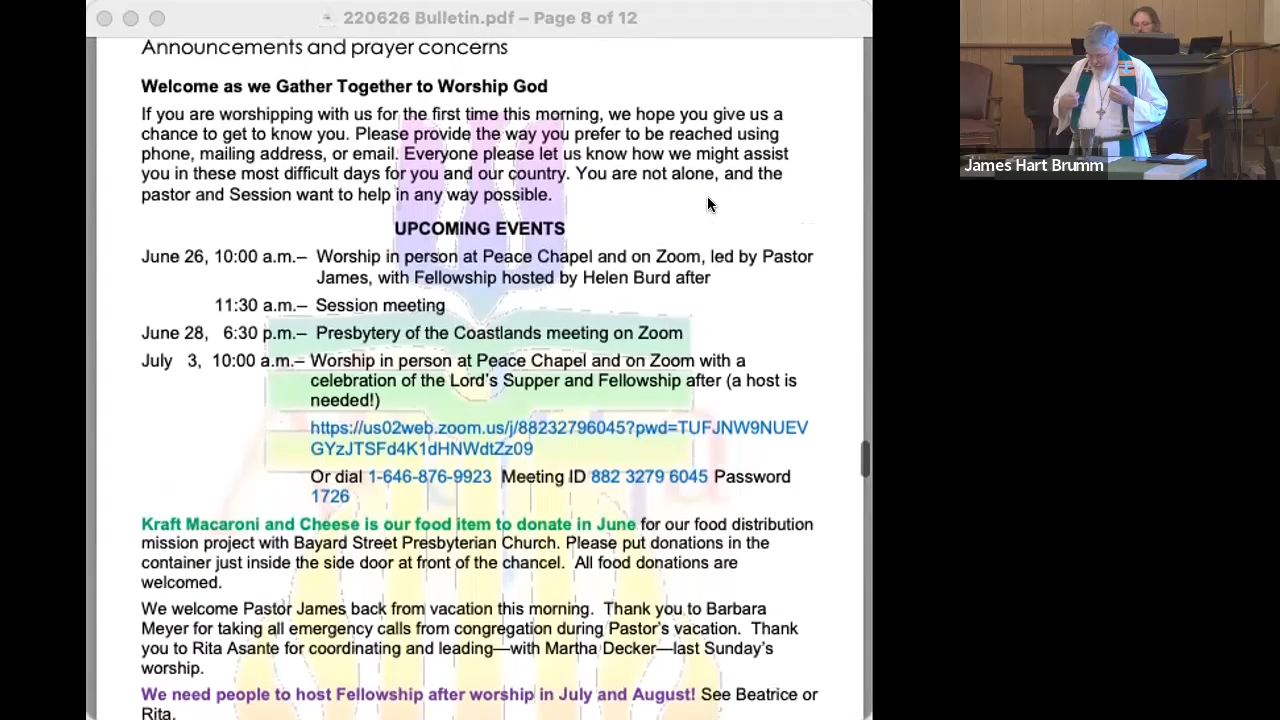 220626 Bulletin.pdf – Page 8 of 12
Announcements and prayer concerns
Welcome as we Gather Together to Worship God
If you are worshipping with us for the first time this morning, we hope you give us a
chance to get to know you. Please provide the way you prefer to be reached using
phone, mailing address, or email. Everyone please let us know how we might assist
you in these most difficult days for you and our country. You are not alone, and the
pastor and Session want to help in any way possible.
UPCOMING EVENTS
June 26, 10:00 a.m.– Worship in person at Peace Chapel and on Zoom, led by Pastor
James, with Fellowship hosted by Helen Burd after
11:30 a.m.– Session meeting
June 28, 6:30 p.m.– Presbytery of the Coastlands meeting on Zoom
July 3, 10:00 a.m.– Worship in person at Peace Chapel and on Zoom with a
celebration of the Lord's Supper and Fellowship after (a host is
needed!)
https://us02web.zoom.us/j/88232796045?pwd=TUFJNW9NUEV
GYzJTSFd4K1dHNWdtZz09
Or dial 1-646-876-9923 Meeting ID 882 3279 6045 Password
1726
Kraft Macaroni and Cheese is our food item to donate in June for our food distribution
mission project with Bayard Street Presbyterian Church. Please put donations in the
container just inside the side door at front of the chancel. All food donations are
welcomed.
We welcome Pastor James back from vacation this morning. Thank you to Barbara
Meyer for taking all emergency calls from congregation during Pastor's vacation. Thank
you to Rita Asante for coordinating and leading—with Martha Decker—last Sunday's
worship.
We need people to host Fellowship after worship in July and August! See Beatrice or
Rita.
James Hart Brumm